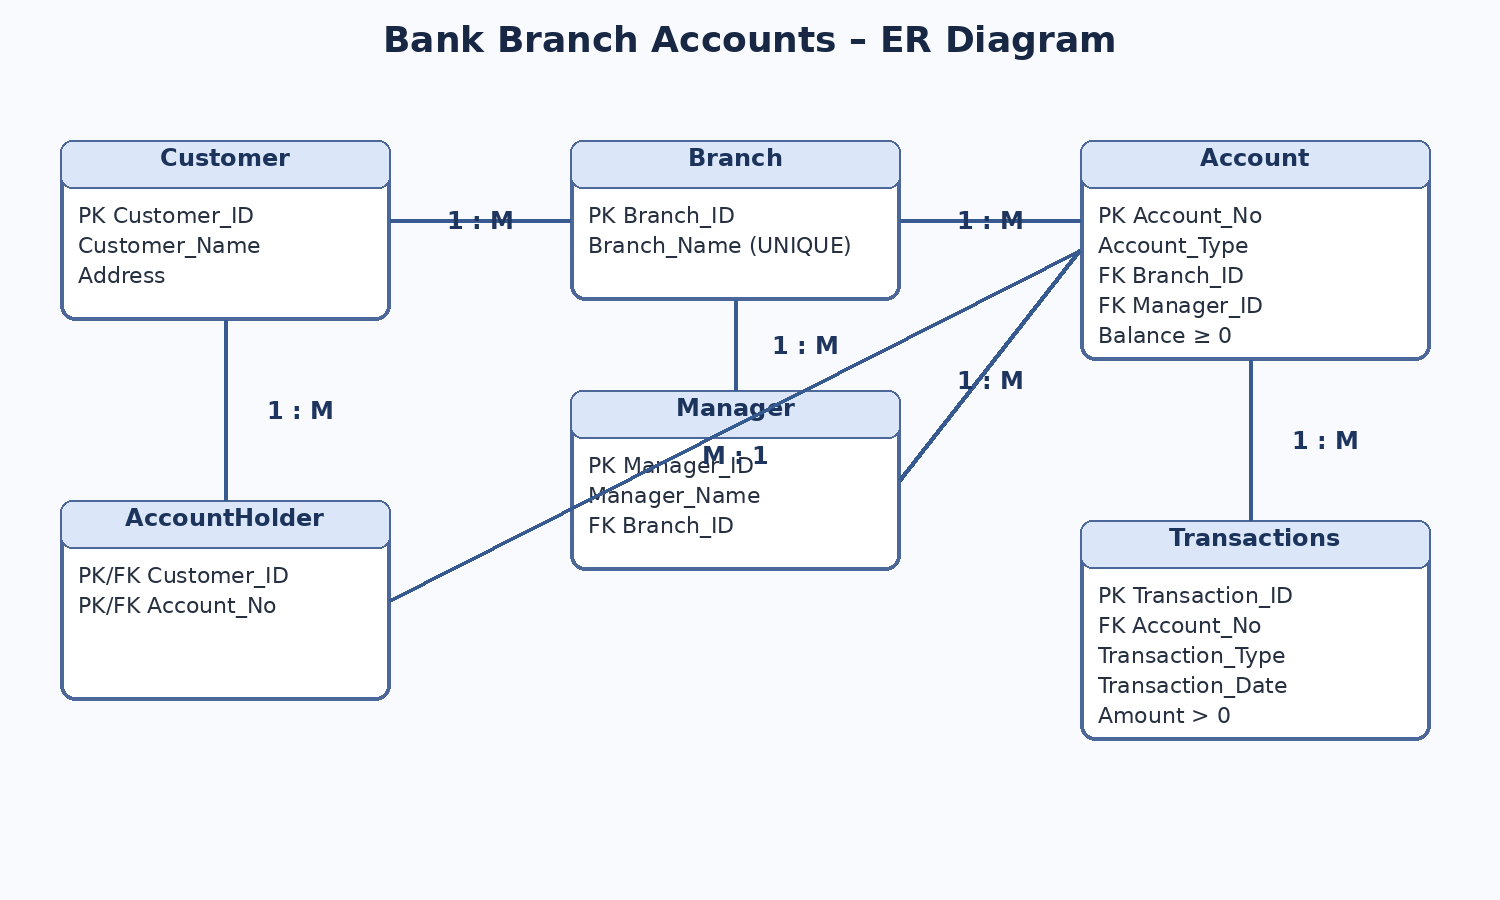 Bank Branch Accounts – ER Diagram
Customer
PK Customer_ID
Customer_Name
Address
1 : M
Branch
PK Branch_ID
Branch_Name (UNIQUE)
1 : M
Account
PK Account_No
Account_Type
FK Branch_ID
FK Manager_ID
Balance ≥ 0
1 : M
1 : M
1 : M
Manager
M : 1
PK Manager_ID
Manager_Name
FK Branch_ID
1 : M
AccountHolder
PK/FK Customer_ID
PK/FK Account_No
Transactions
PK Transaction_ID
FK Account_No
Transaction_Type
Transaction_Date
Amount > 0